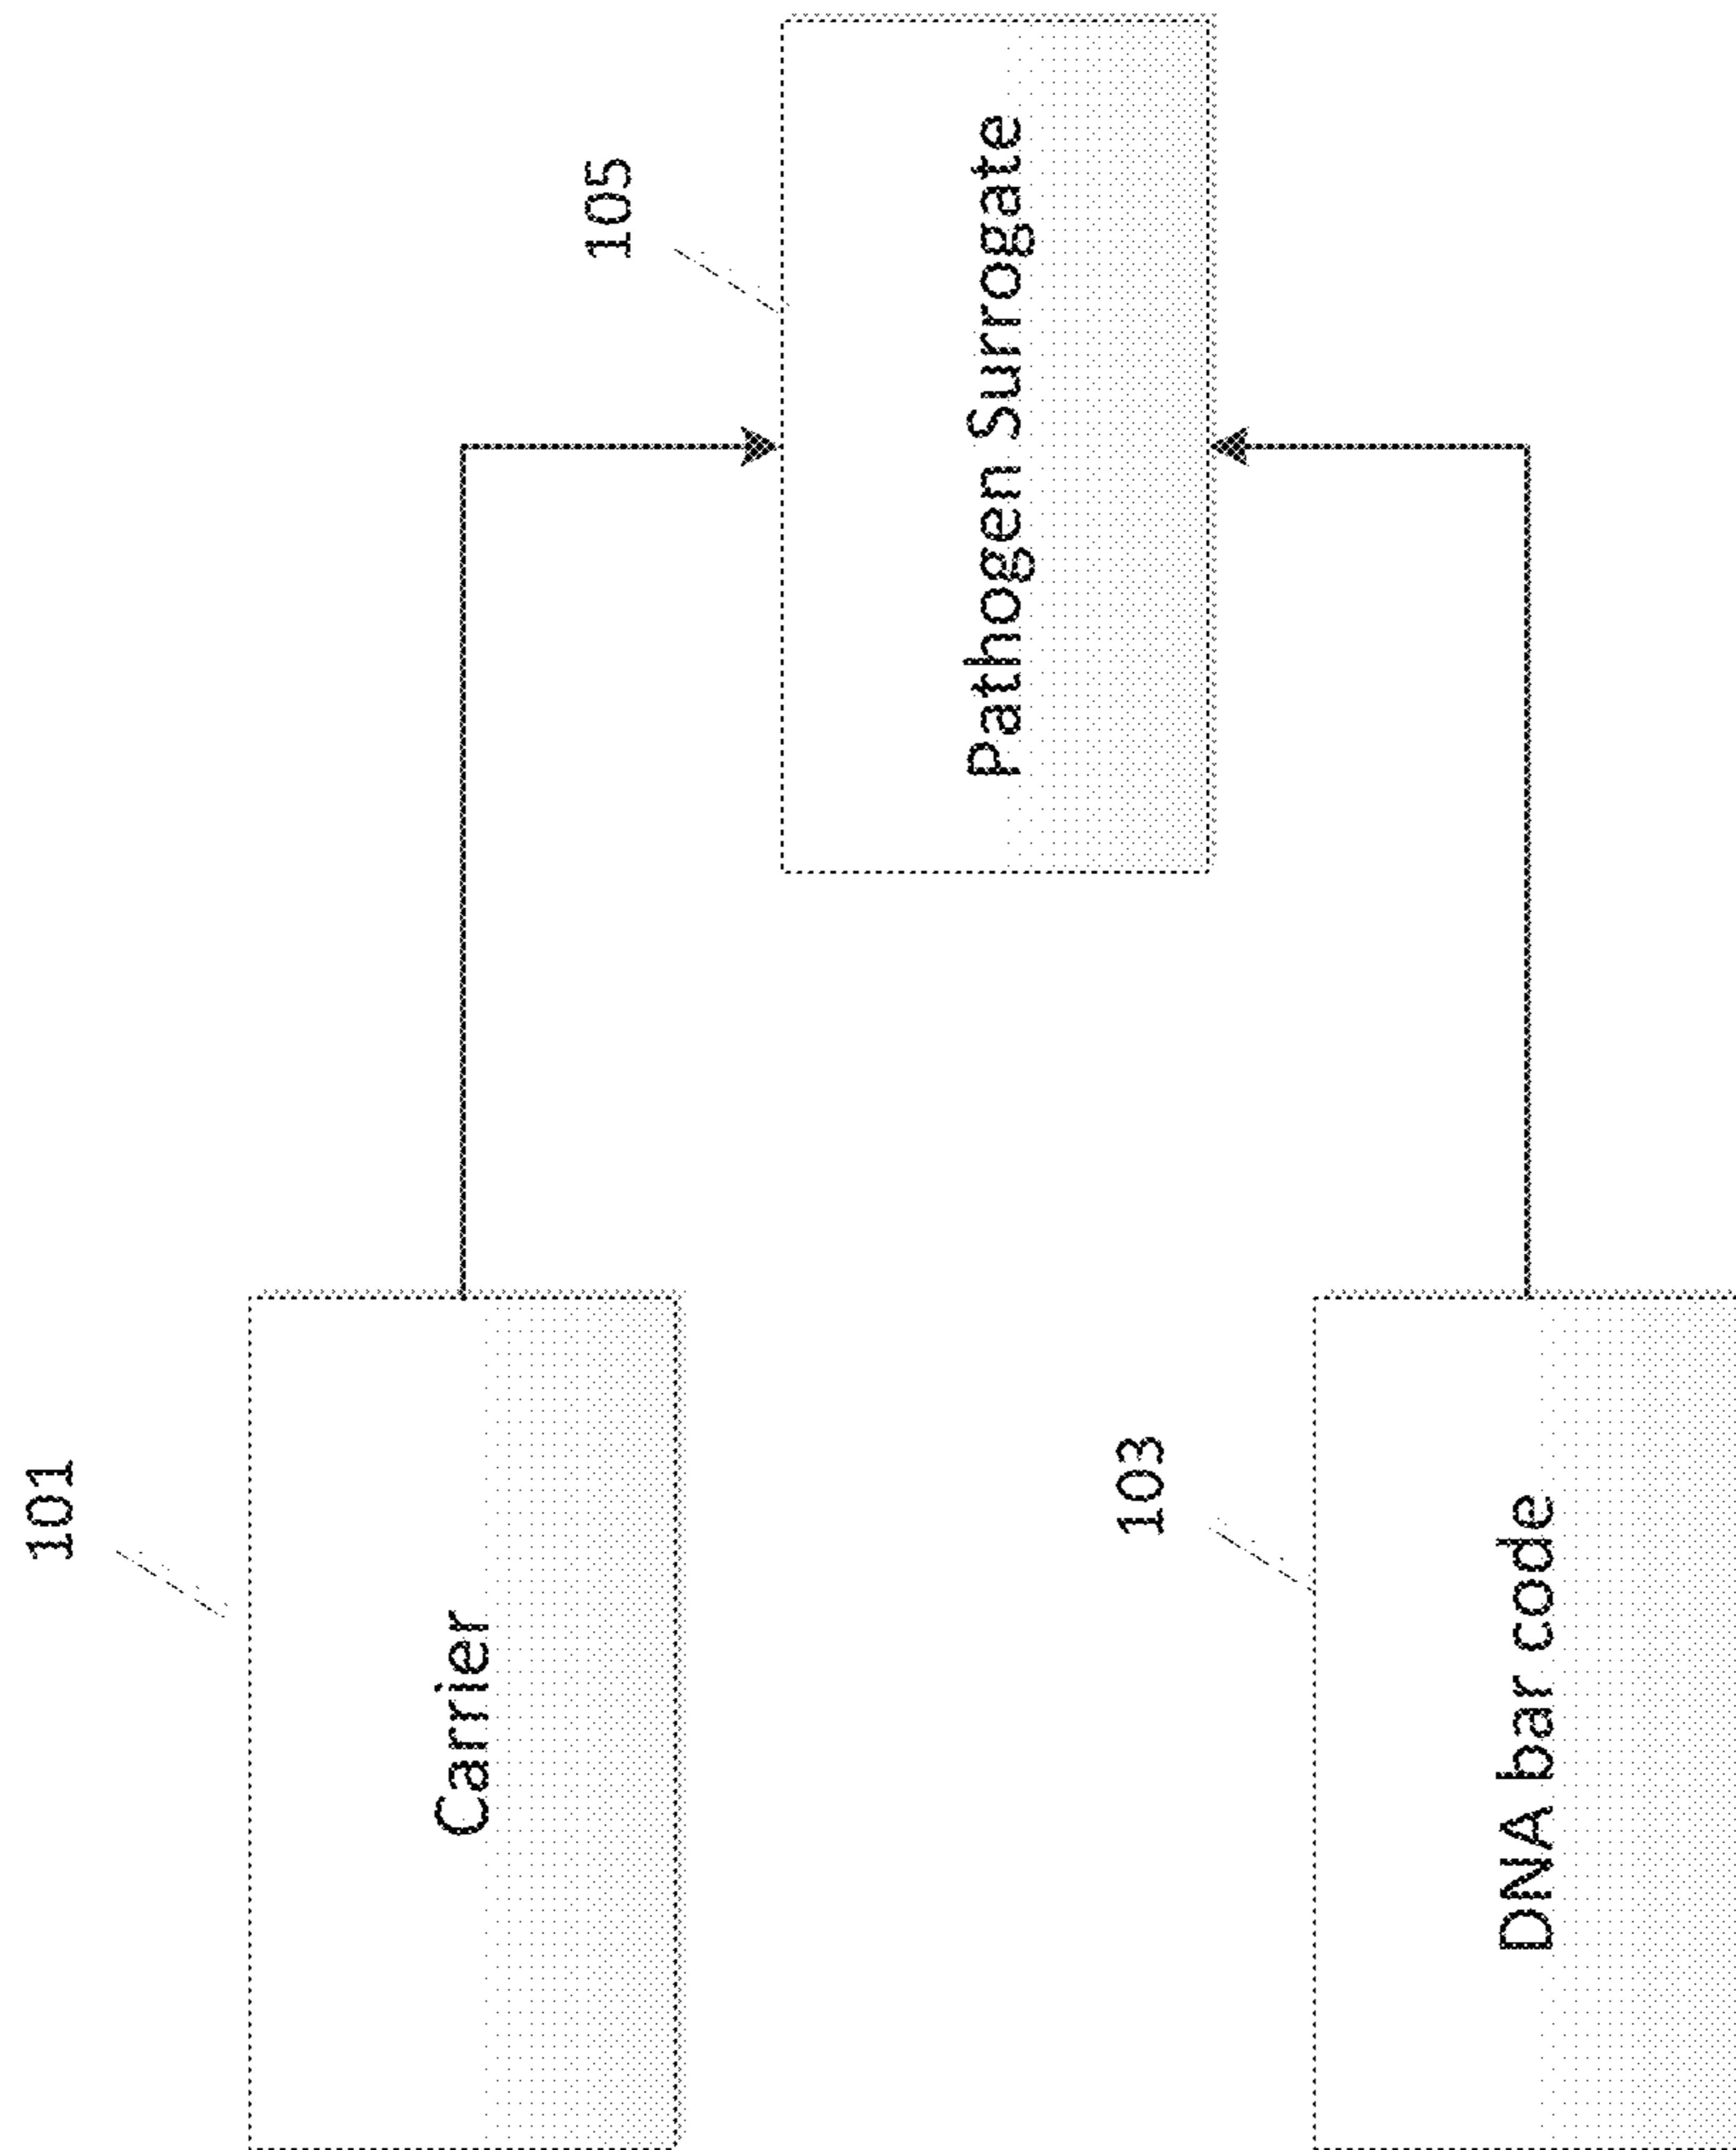 101
Carrier
105
Pathogen Surrogate
103
DNA bar code